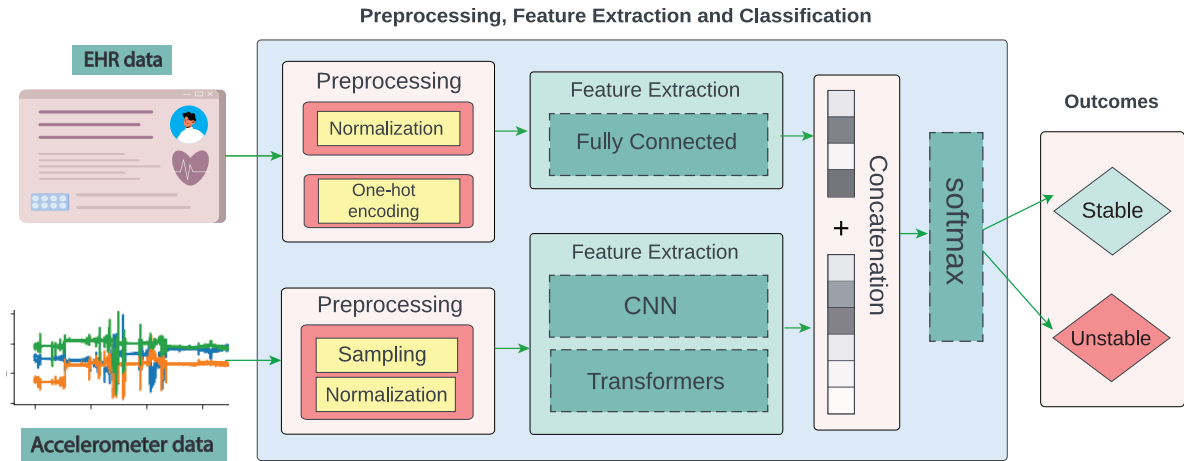 Preprocessing, Feature Extraction and Classification
EHR data
Preprocessing
Normalization
One-hot
encoding
Feature Extraction
Fully Connected
Accelerometer data
Preprocessing
Sampling
Normalization
Feature Extraction
CNN
Transformers
+
Concatenation
softmax
Outcomes
Stable
Unstable